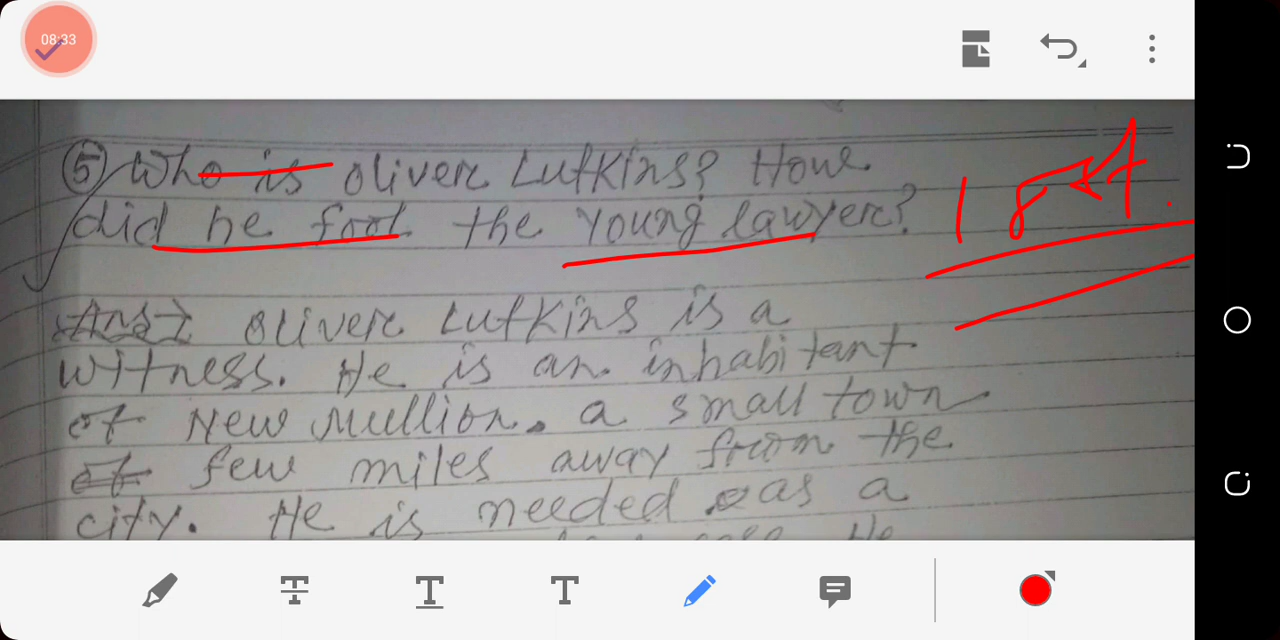 08:33
⑤ Who is Oliver Lutkins? How
did he fool the young lawyer?
Ans: Oliver Lutkins is a
witness. He is an inhabitant
of New Mullion. a small town
few miles away from the
city. He is needed as a
He